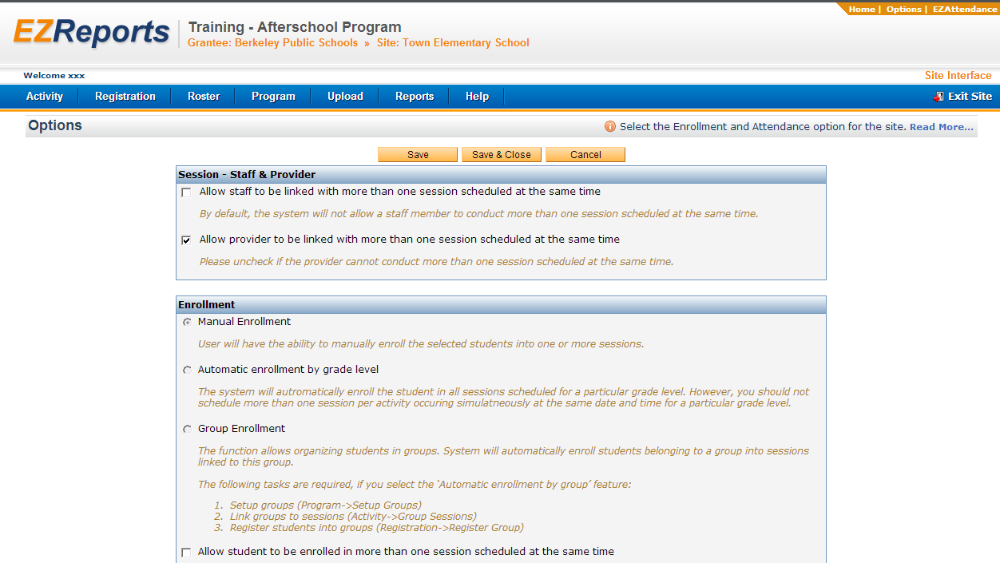 Home | Options | EZAttendance
EZReports
Training - Afterschool Program
Grantee: Berkeley Public Schools » Site: Town Elementary School
Welcome xxx
Site Interface
Activity Registration Roster Program Upload Reports Help Exit Site
Options
Select the Enrollment and Attendance option for the site. Read More...
Save Save & Close Cancel
Session - Staff & Provider
Allow staff to be linked with more than one session scheduled at the same time
By default, the system will not allow a staff member to conduct more than one session scheduled at the same time.
Allow provider to be linked with more than one session scheduled at the same time
Please uncheck if the provider cannot conduct more than one session scheduled at the same time.
Enrollment
Manual Enrollment
User will have the ability to manually enroll the selected students into one or more sessions.
Automatic enrollment by grade level
The system will autromatically enroll the student in all sessions scheduled for a particular grade level. However, you should not
schedule more than one session per activity occuring simulatneously at the same date and time for a particular grade level.
Group Enrollment
The function allows organizing students in groups. System will automatically enroll students belonging to a group into sessions
linked to this group.
The following tasks are required, if you select the ‘Automatic enrollment by group’ feature:
1. Setup groups (Program->Setup Groups)
2. Link groups to sessions (Activity->Group Sessions)
3. Register students into groups (Registration->Register Group)
Allow student to be enrolled in more than one session scheduled at the same time